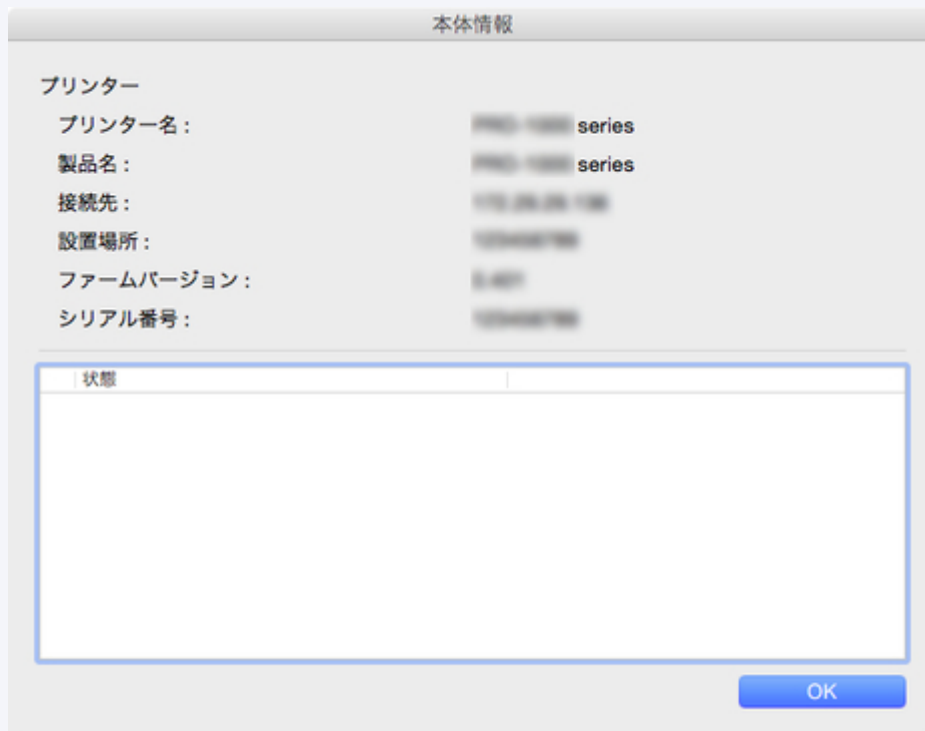 本体情報
プリンター
プリンター名 : series
製品名 : series
接続先 :
設置場所 :
ファームバージョン :
シリアル番号 :
状態
OK